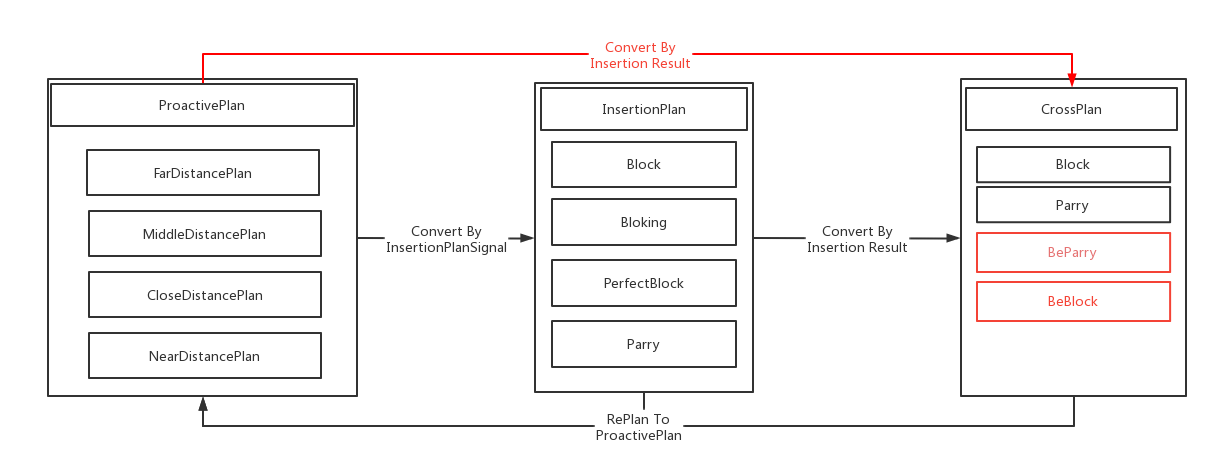 Convert By
Insertion Result
ProactivePlan
FarDistancePlan
MiddleDistancePlan
CloseDistancePlan
NearDistancePlan
Convert By
InsertionPlanSignal
InsertionPlan
Block
Bloking
PerfectBlock
Parry
Convert By
Insertion Result
CrossPlan
Block
Parry
BeParry
BeBlock
RePlan To
ProactivePlan